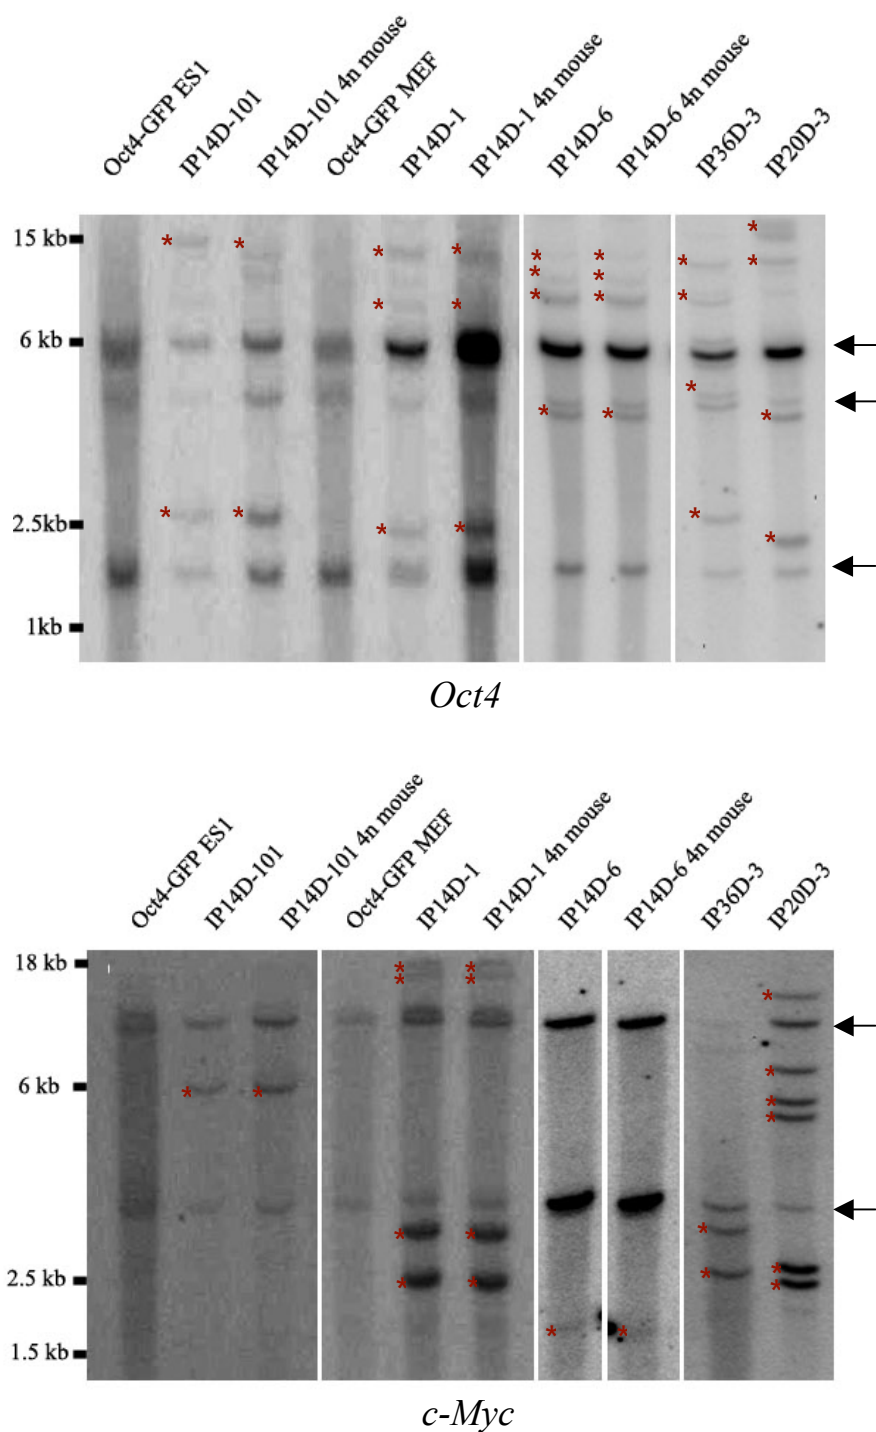 Oct4-GFP ES1
IP14D-101
IP14D-101 4n mouse
Oct4-GFP MEF
IP14D-1
IP14D-1 4n mouse
IP14D-6
IP14D-6 4n mouse
IP36D-3
IP20D-3
15 kb
6 kb
2.5kb
1kb
Oct4
Oct4-GFP ES1
IP14D-101
IP14D-101 4n mouse
Oct4-GFP MEF
IP14D-1
IP14D-1 4n mouse
IP14D-6
IP14D-6 4n mouse
IP36D-3
IP20D-3
18 kb
6 kb
2.5 kb
1.5 kb
c-Myc